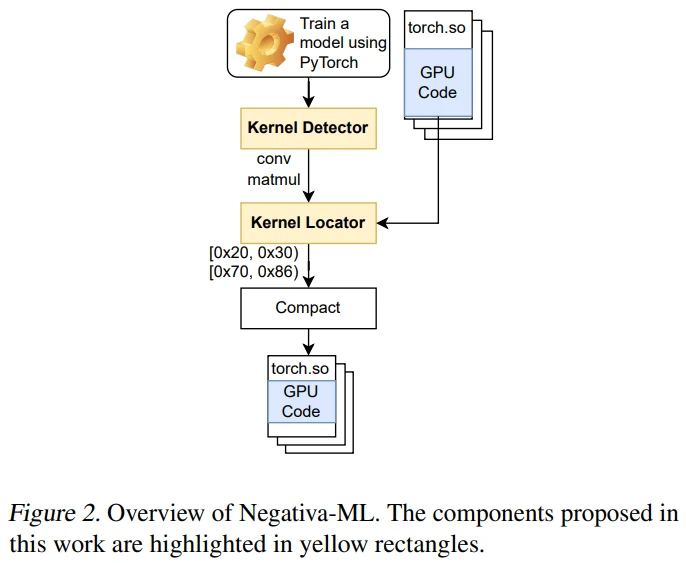 Train a
model using
PyTorch
torch.so
GPU
Code
Kernel Detector
conv
matmul
Kernel Locator
[0x20, 0x30)
[0x70, 0x86)
Compact
torch.so
GPU
Code
Figure 2. Overview of Negativa-ML. The components proposed in
this work are highlighted in yellow rectangles.